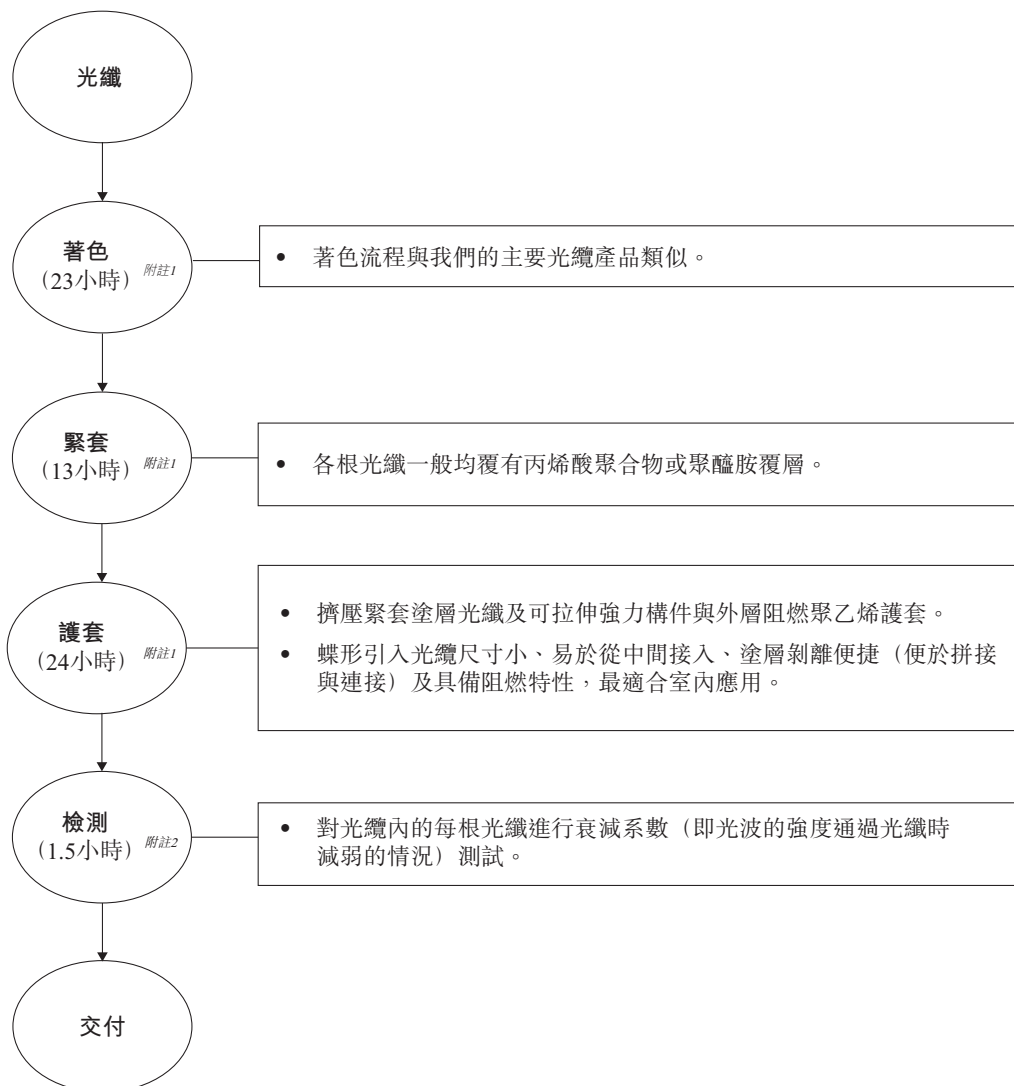 光纖
著色
（23小時） 附註1
• 著色流程與我們的主要光纜產品類似。
緊套
（13小時） 附註1
• 各根光纖一般均覆有丙烯酸聚合物或聚醯胺覆層。
護套
（24小時） 附註1
• 擠壓緊套塗層光纖及可拉伸強力構件與外層阻燃聚乙烯護套。
• 蝶形引入光纜尺寸小、易於從中間接入、塗層剝離便捷（便於拼接
與連接）及具備阻燃特性，最適合室內應用。
檢測
（1.5小時） 附註2
• 對光纜內的每根光纖進行衰減系數（即光波的強度通過光纖時
減弱的情況）測試。
交付